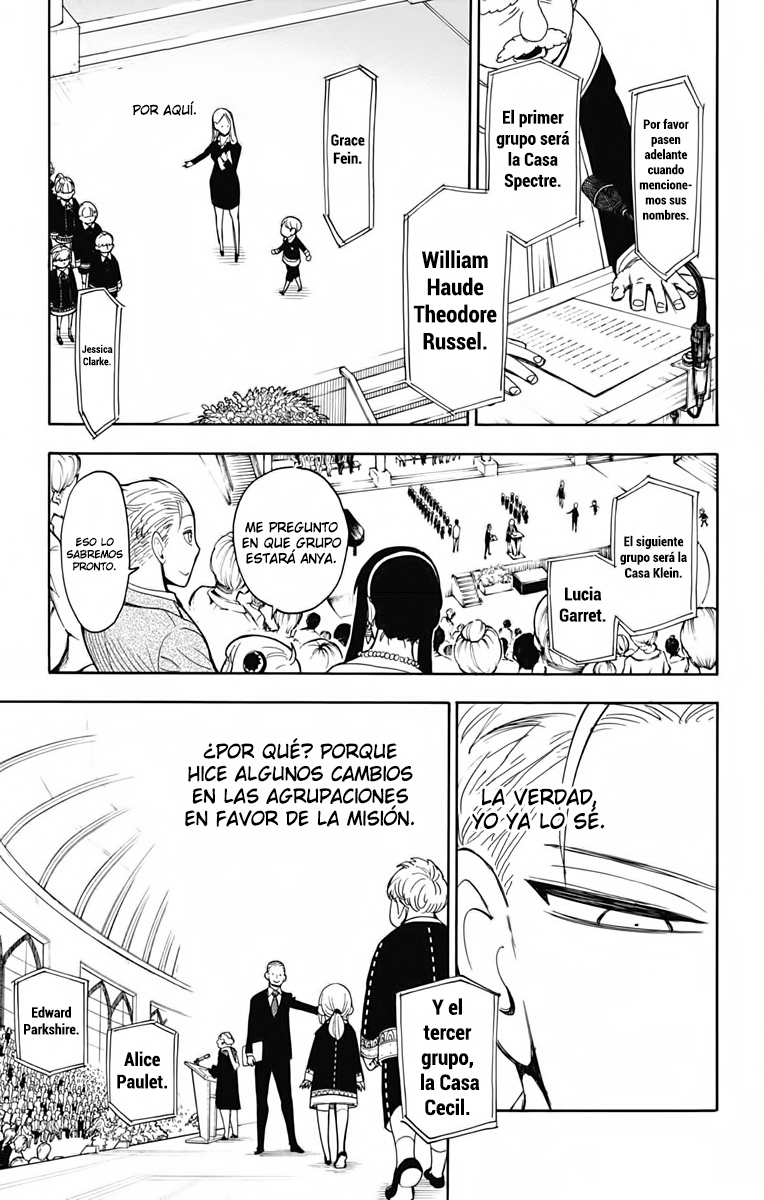 Por favor
pasen
adelante
cuando
mencione-
mos sus
nombres.
El primer
grupo será
la Casa
Spectre.
William
Haude
Theodore
Russel.
Grace
Fein.
POR AQUÍ.
Jessica
Clarke.
El siguiente
grupo será la
Casa Klein.
Lucia
Garret.
ME PREGUNTO
EN QUE GRUPO
ESTARÁ ANYA.
ESO LO
SABREMOS
PRONTO.
LA VERDAD,
YO YA LO SÉ.
¿POR QUÉ? PORQUE
HICE ALGUNOS CAMBIOS
EN LAS AGRUPACIONES
EN FAVOR DE LA MISIÓN.
Y el
tercer
grupo,
la Casa
Cecil.
Alice
Paulet.
Edward
Parkshire.